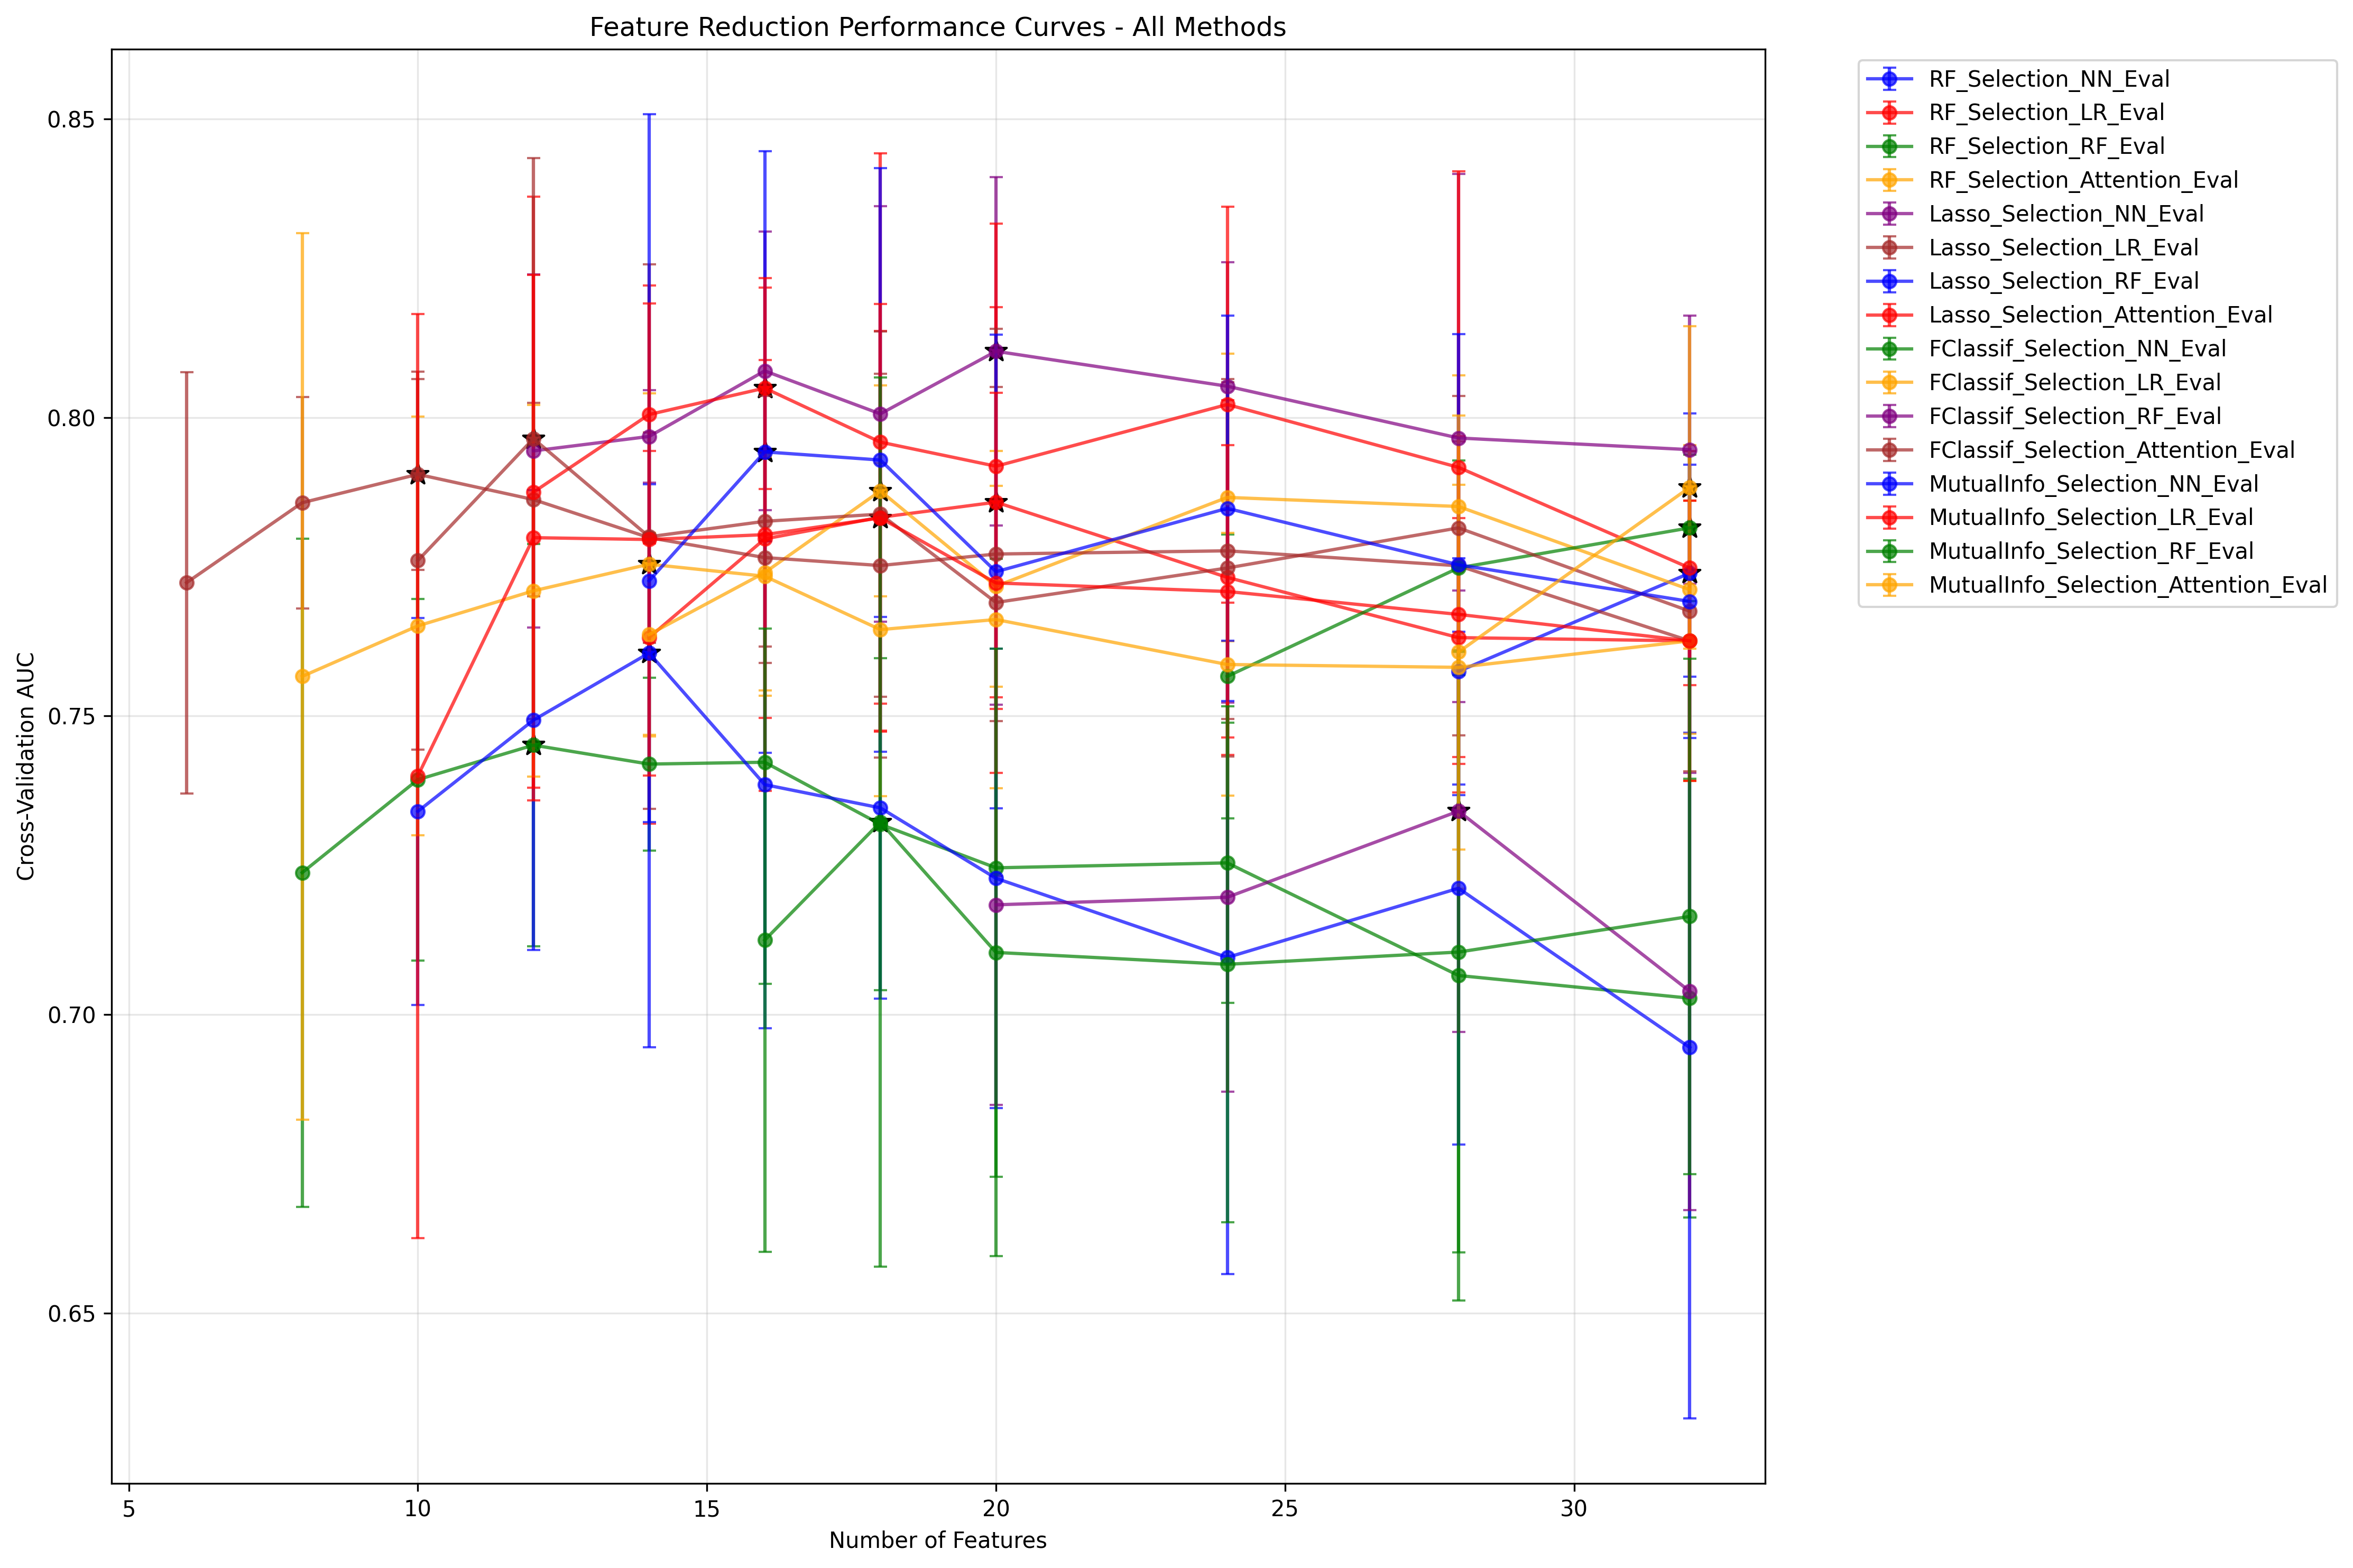 Feature Reduction Performance Curves - All Methods
0.85
0.80
0.75
0.70
0.65
Cross-Validation AUC
5
10
15
20
25
30
Number of Features
RF_Selection_NN_Eval
RF_Selection_LR_Eval
RF_Selection_RF_Eval
RF_Selection_Attention_Eval
Lasso_Selection_NN_Eval
Lasso_Selection_LR_Eval
Lasso_Selection_RF_Eval
Lasso_Selection_Attention_Eval
FClassif_Selection_NN_Eval
FClassif_Selection_LR_Eval
FClassif_Selection_RF_Eval
FClassif_Selection_Attention_Eval
MutualInfo_Selection_NN_Eval
MutualInfo_Selection_LR_Eval
MutualInfo_Selection_RF_Eval
MutualInfo_Selection_Attention_Eval